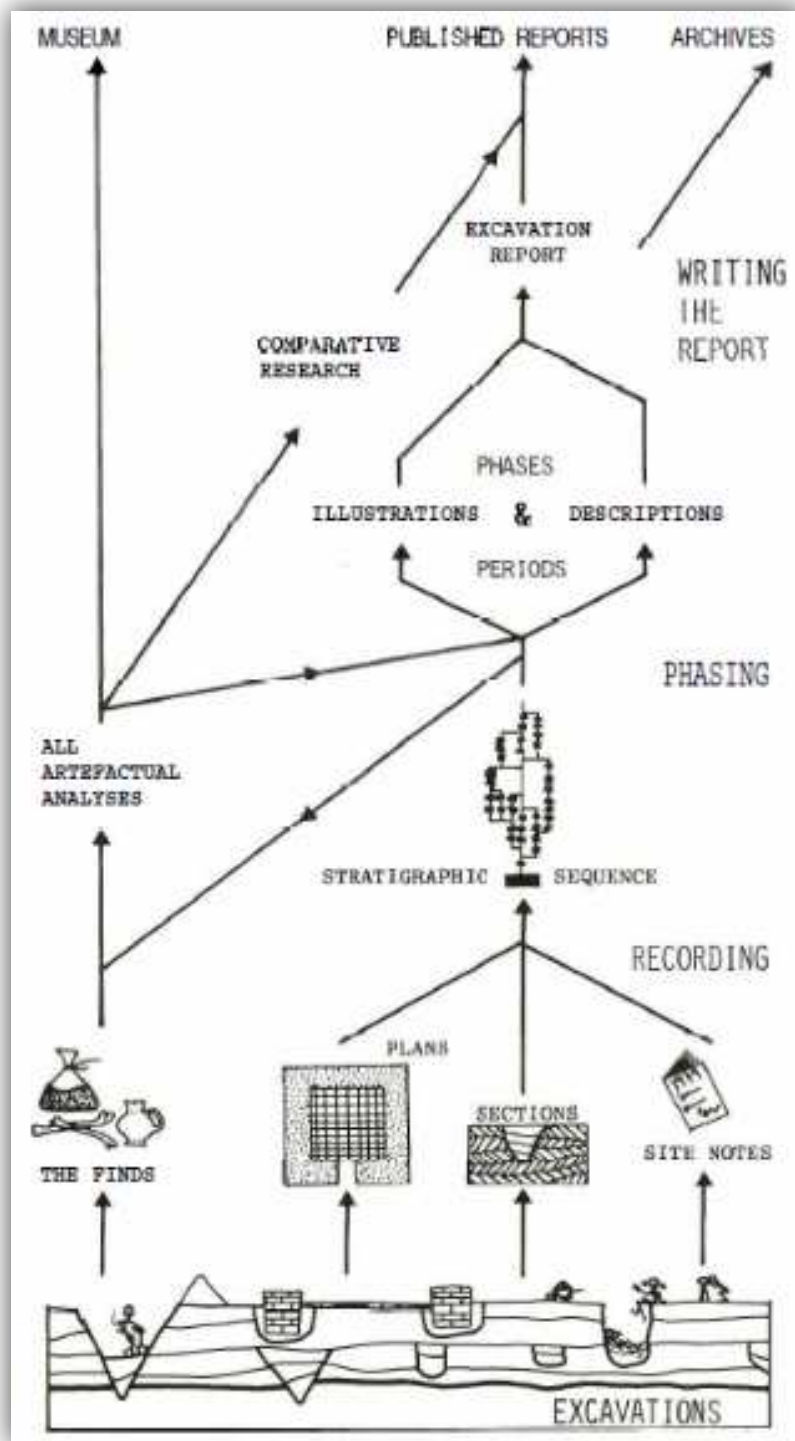 MUSEUM
PUBLISHED REPORTS
ARCHIVES
EXCAVATION
REPORT
WRITING
THE
REPORT
COMPARATIVE
RESEARCH
PHASES
ILLUSTRATIONS & DESCRIPTIONS
PERIODS
PHASING
ALL
ARTEFACTUAL
ANALYSES
STRATIGRAPHIC SEQUENCE
RECORDING
PLANS
SECTIONS
SITE NOTES
THE FINDS
EXCAVATIONS